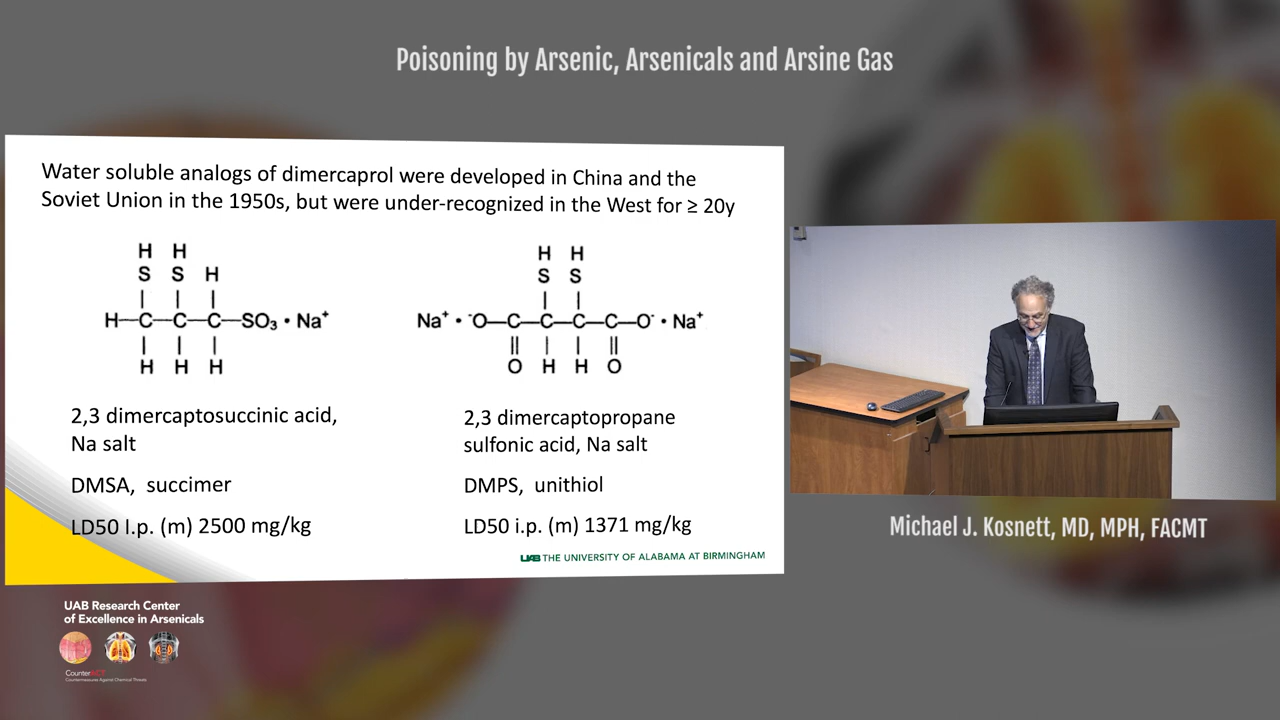 Poisoning by Arsenic, Arsenicals and Arsine Gas
Water soluble analogs of dimercaprol were developed in China and the
Soviet Union in the 1950s, but were under-recognized in the West for ≥ 20y
H H
S S H
H–C–C–C–SO₃ • Na⁺
H H H
H H
S S
Na⁺ • ⁻O–C–C–C–C–O⁻ • Na⁺
O H H O
2,3 dimercaptosuccinic acid,
Na salt
DMSA, succimer
LD50 I.p. (m) 2500 mg/kg
2,3 dimercaptopropane
sulfonic acid, Na salt
DMPS, unithiol
LD50 i.p. (m) 1371 mg/kg
UAB THE UNIVERSITY OF ALABAMA AT BIRMINGHAM
Michael J. Kosnett, MD, MPH, FACMT
UAB Research Center
of Excellence in Arsenicals
Countermeasures Against Chemical Threats